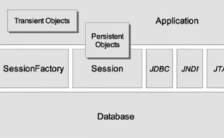 Transient Objects
Application
Persistent
Objects
SessionFactory
Session
JDBC
JNDI
JTA
Database